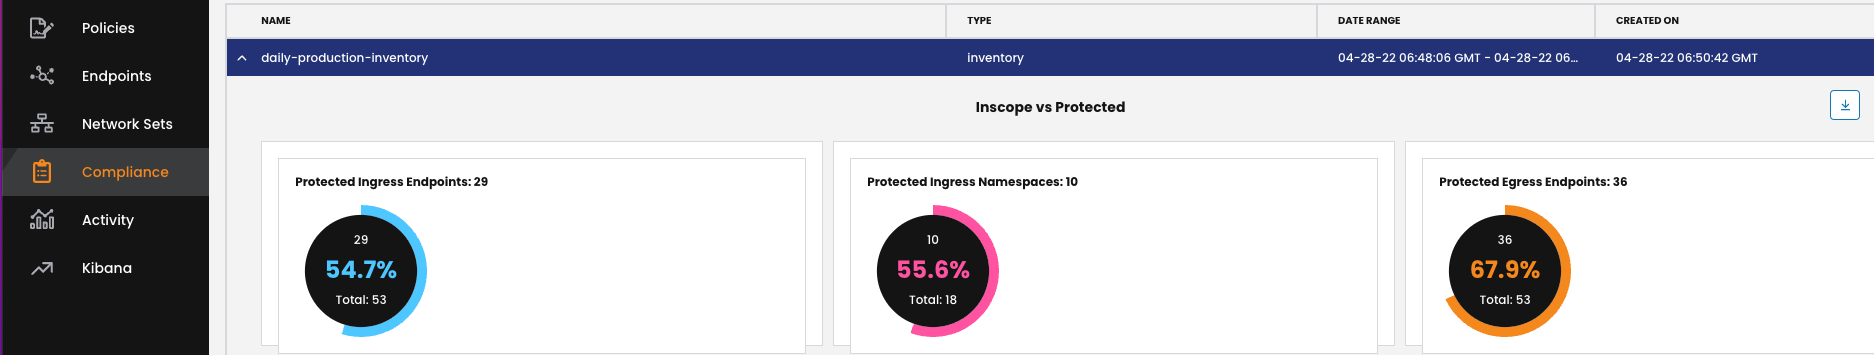 Policies
Endpoints
Network Sets
Compliance
Activity
Kibana
NAME TYPE DATE RANGE CREATED ON
daily-production-inventory inventory 04-28-22 06:48:06 GMT - 04-28-22 06... 04-28-22 06:50:42 GMT
Inscope vs Protected
Protected Ingress Endpoints: 29
29
54.7%
Total: 53
Protected Ingress Namespaces: 10
10
55.6%
Total: 18
Protected Egress Endpoints: 36
36
67.9%
Total: 53